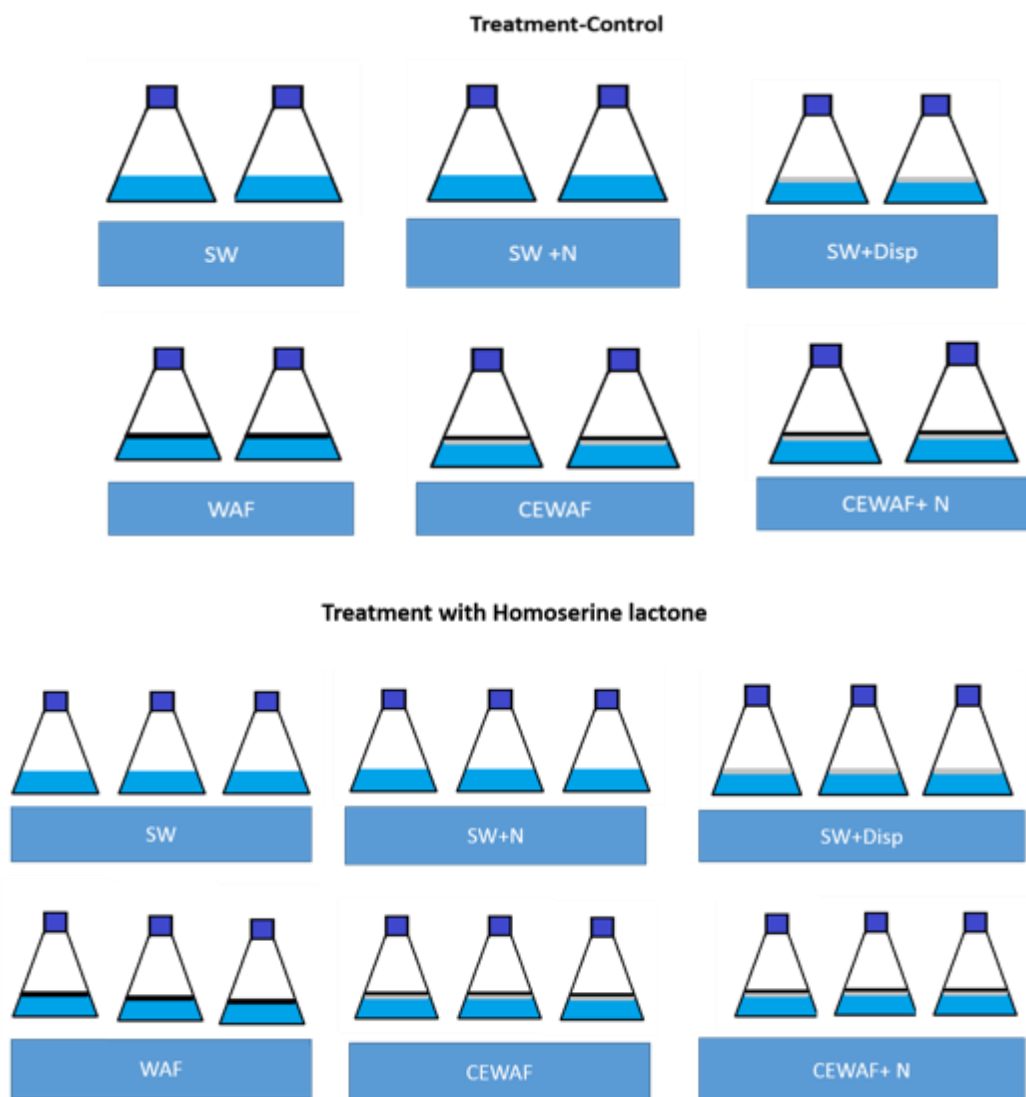 Treatment-Control
SW
SW +N
SW+Disp
WAF
CEWAF
CEWAF+ N
Treatment with Homoserine lactone
SW
SW+N
SW+Disp
WAF
CEWAF
CEWAF+ N